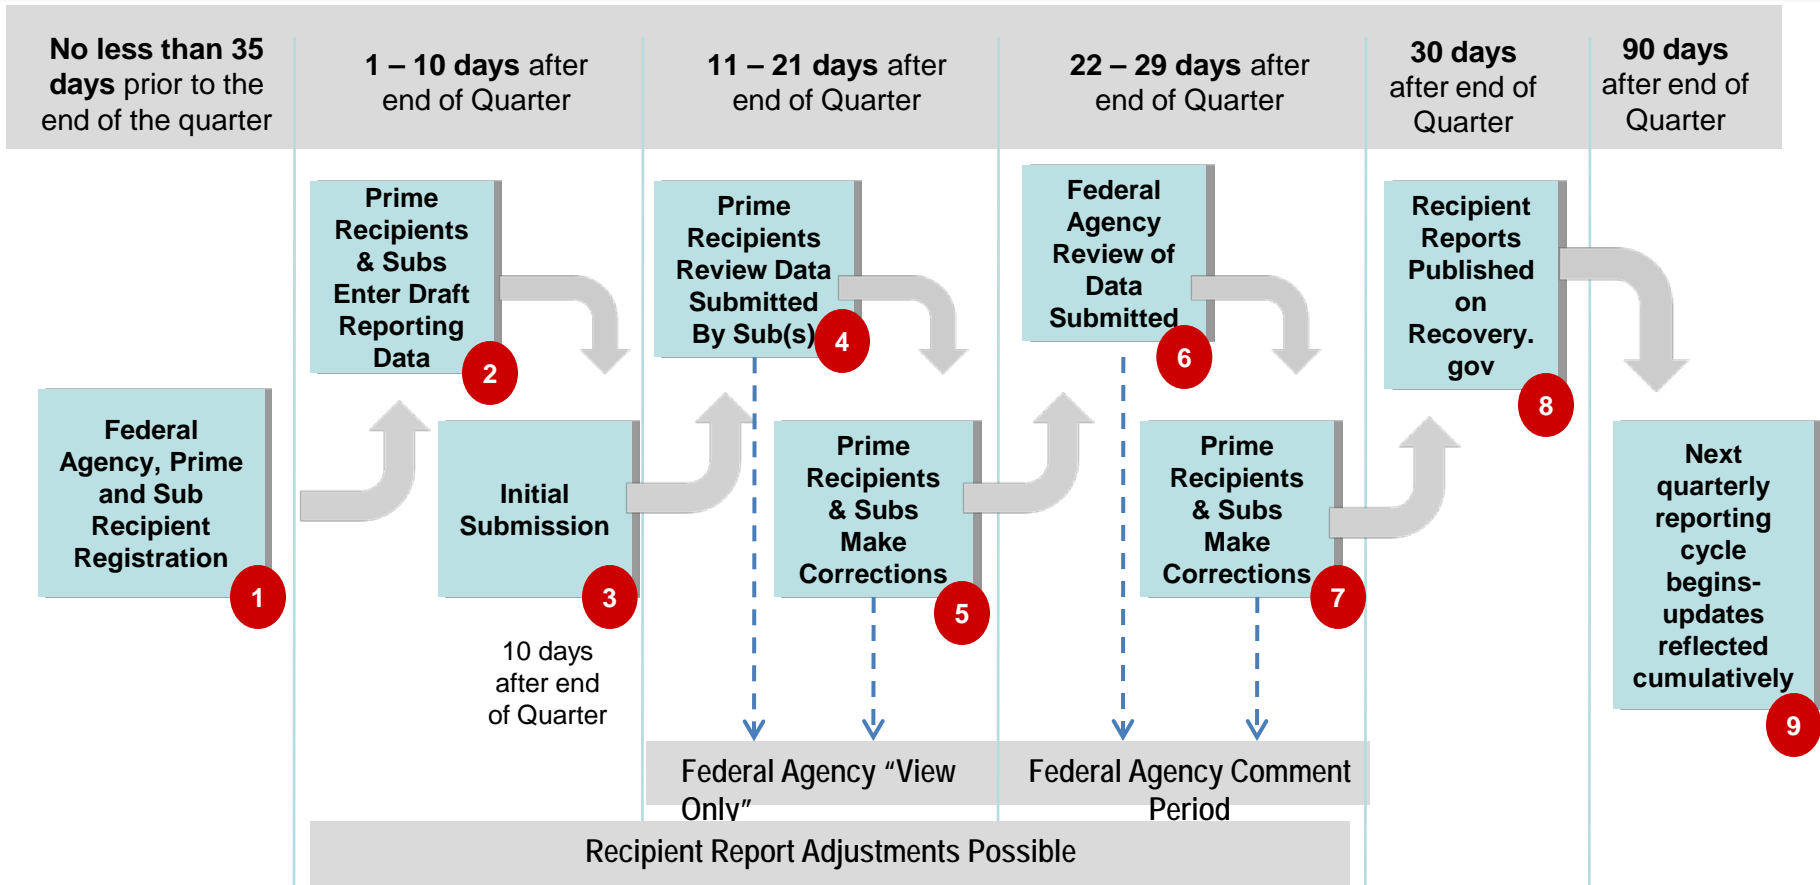 No less than 35
days prior to the
end of the quarter
1 – 10 days after
end of Quarter
11 – 21 days after
end of Quarter
22 – 29 days after
end of Quarter
30 days
after end of
Quarter
90 days
after end of
Quarter
Federal
Agency, Prime
and Sub
Recipient
Registration
1
Prime
Recipients
& Subs
Enter Draft
Reporting
Data
2
Initial
Submission
3
10 days
after end
of Quarter
Prime
Recipients
Review Data
Submitted
By Sub(s)
4
Prime
Recipients
& Subs
Make
Corrections
5
Federal
Agency
Review of
Data
Submitted
6
Prime
Recipients
& Subs
Make
Corrections
7
Recipient
Reports
Published
on
Recovery.
gov
8
Next
quarterly
reporting
cycle
begins-
updates
reflected
cumulatively
9
Federal Agency “View
Only”
Federal Agency Comment
Period
Recipient Report Adjustments Possible